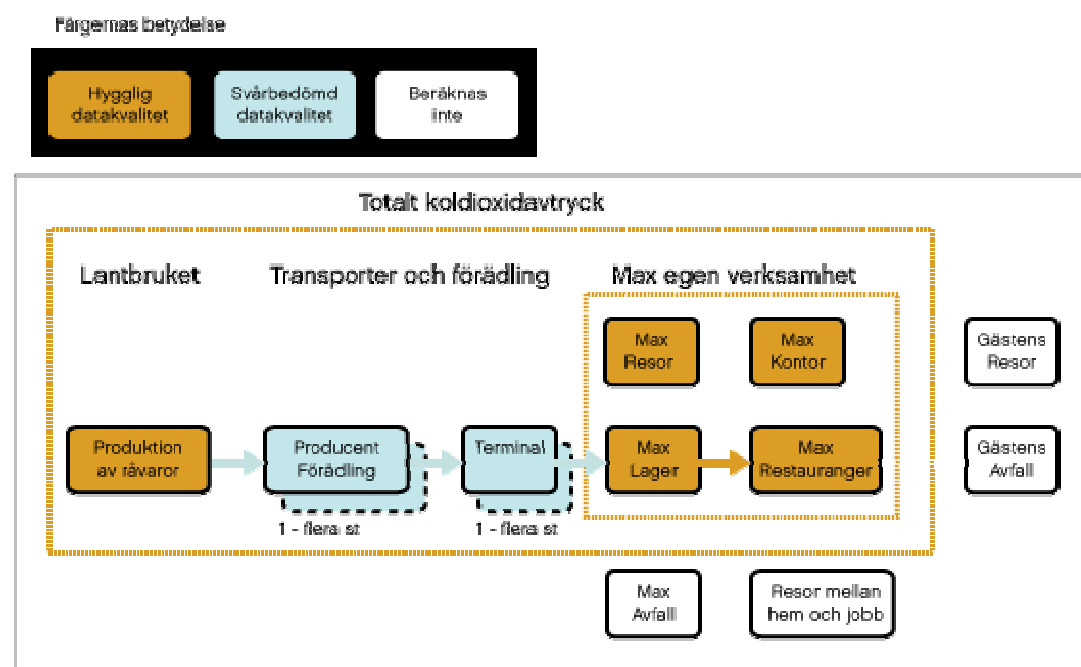 Färgernas betydelse
Hygglig
datakvalitet
Svårbedömd
datakvalitet
Beräknas
inte
Totalt koldioxidavtryck
Lantbruket
Transporter och förädling
Max egen verksamhet
Max
Resor
Max
Kontor
Gästens
Resor
Produktion
av råvaror
Producent
Förädling
Terminal
Max
Lager
Max
Restauranger
Gästens
Avfall
1 - flera st
1 - flera st
Max
Avfall
Resor mellan
hem och jobb